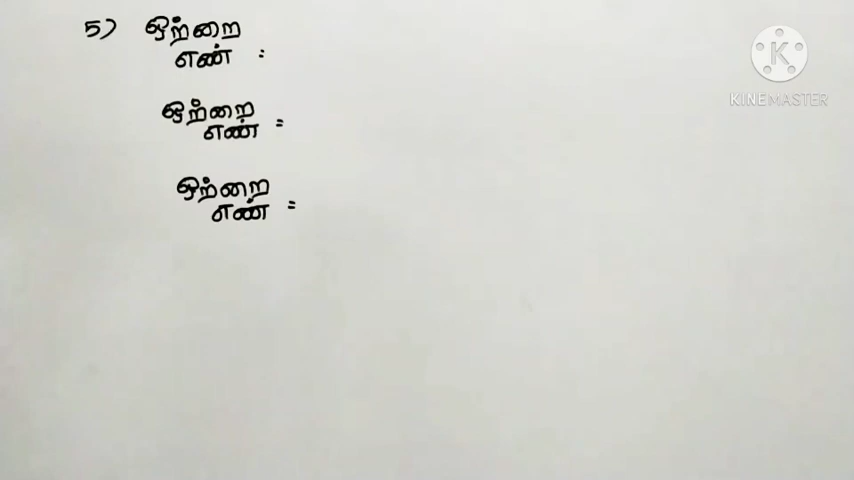 5) ஒற்றை
எண் :
ஒற்றை
எண் =
ஒற்றை
எண் =
KINEMASTER